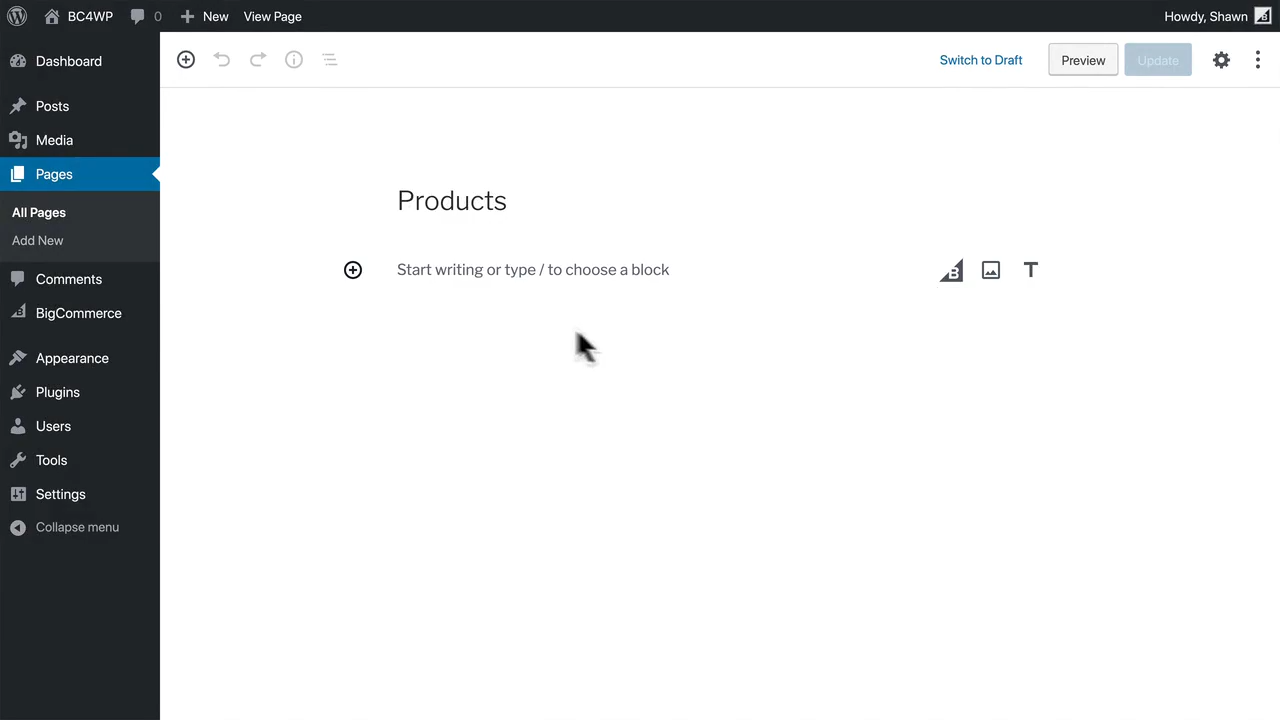 BC4WP 0 New View Page Howdy, Shawn B
Dashboard
Posts
Media
Pages
All Pages
Add New
Comments
BigCommerce
Appearance
Plugins
Users
Tools
Settings
Collapse menu
Switch to Draft Preview Update
Products
Start writing or type / to choose a block B T